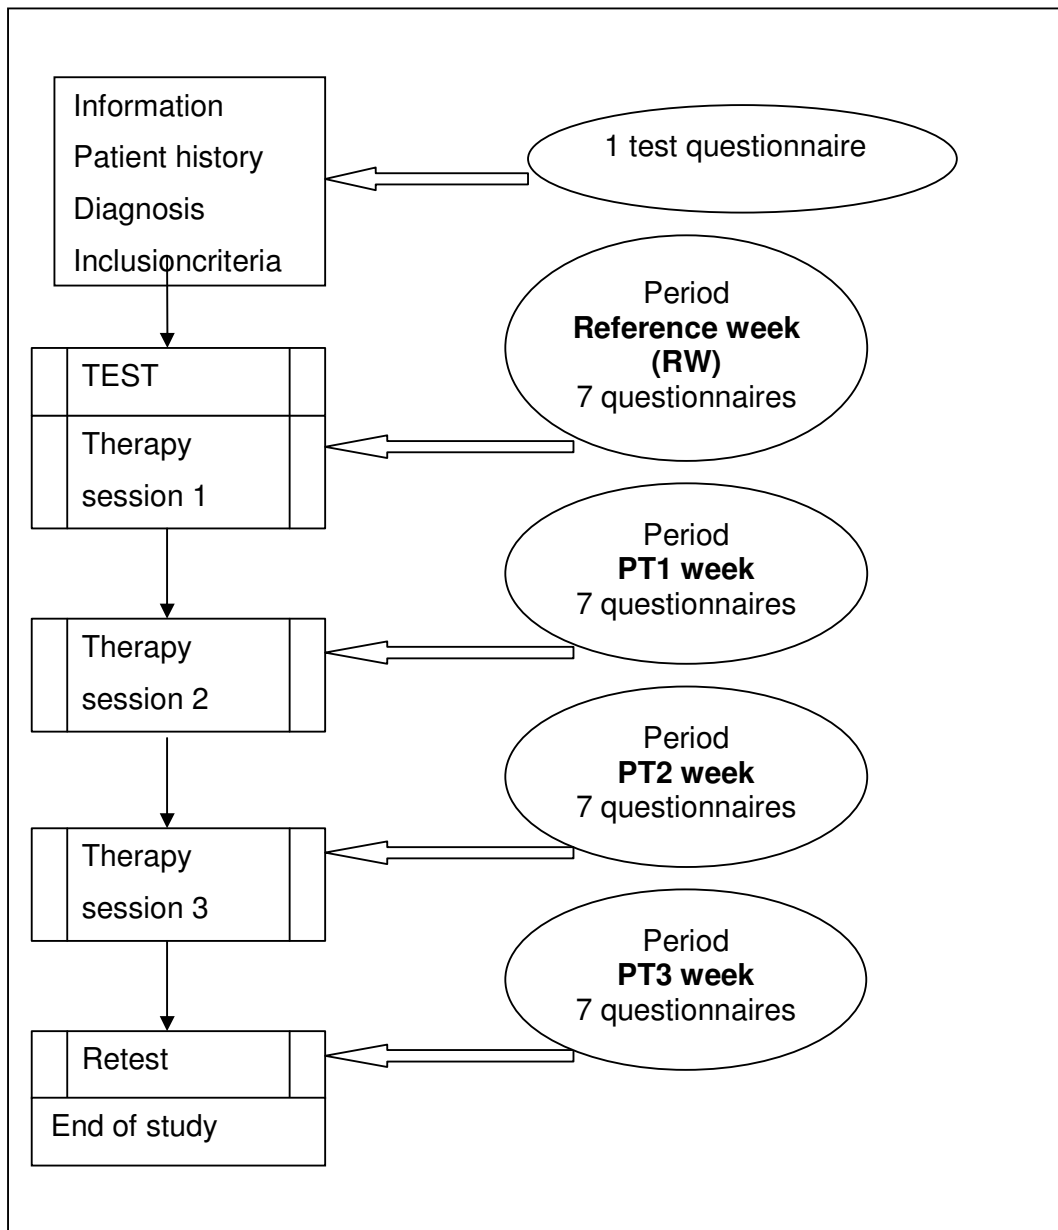 Information
Patient history
Diagnosis
Inclusioncriteria
1 test questionnaire
Period
Reference week
(RW)
7 questionnaires
TEST
Therapy
session 1
Period
PT1 week
7 questionnaires
Therapy
session 2
Period
PT2 week
7 questionnaires
Therapy
session 3
Period
PT3 week
7 questionnaires
Retest
End of study